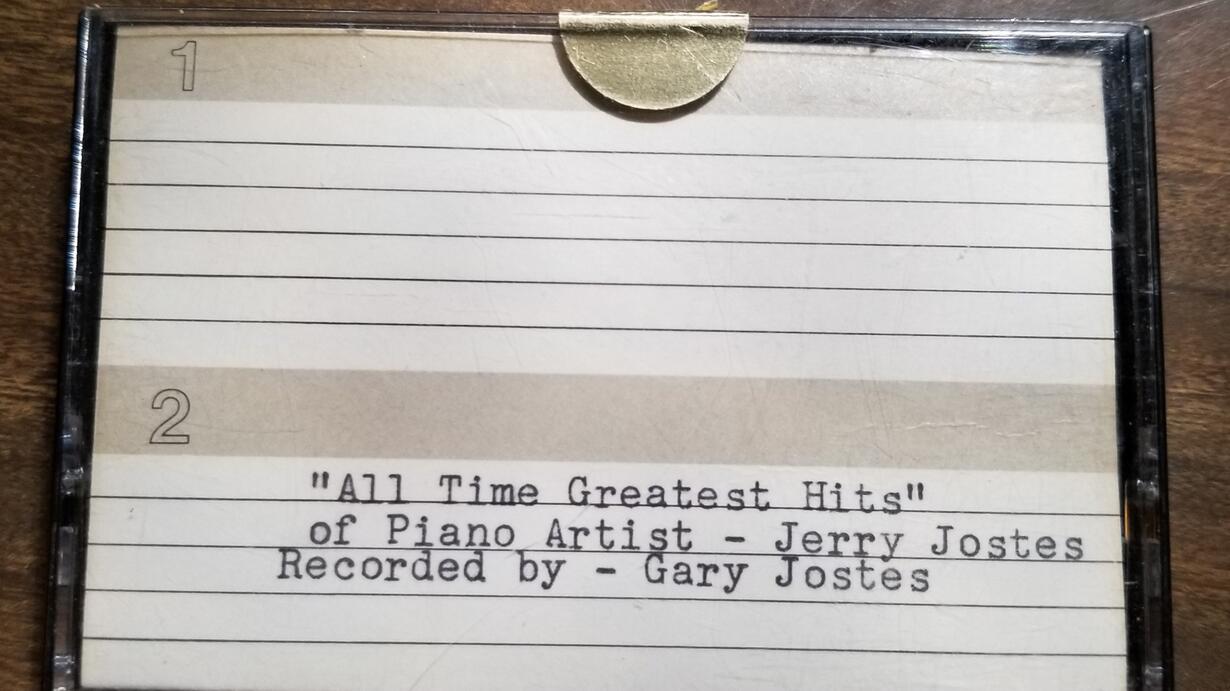 1
2
"All Time Greatest Hits"
of Piano Artist - Jerry Jostes
Recorded by - Gary Jostes